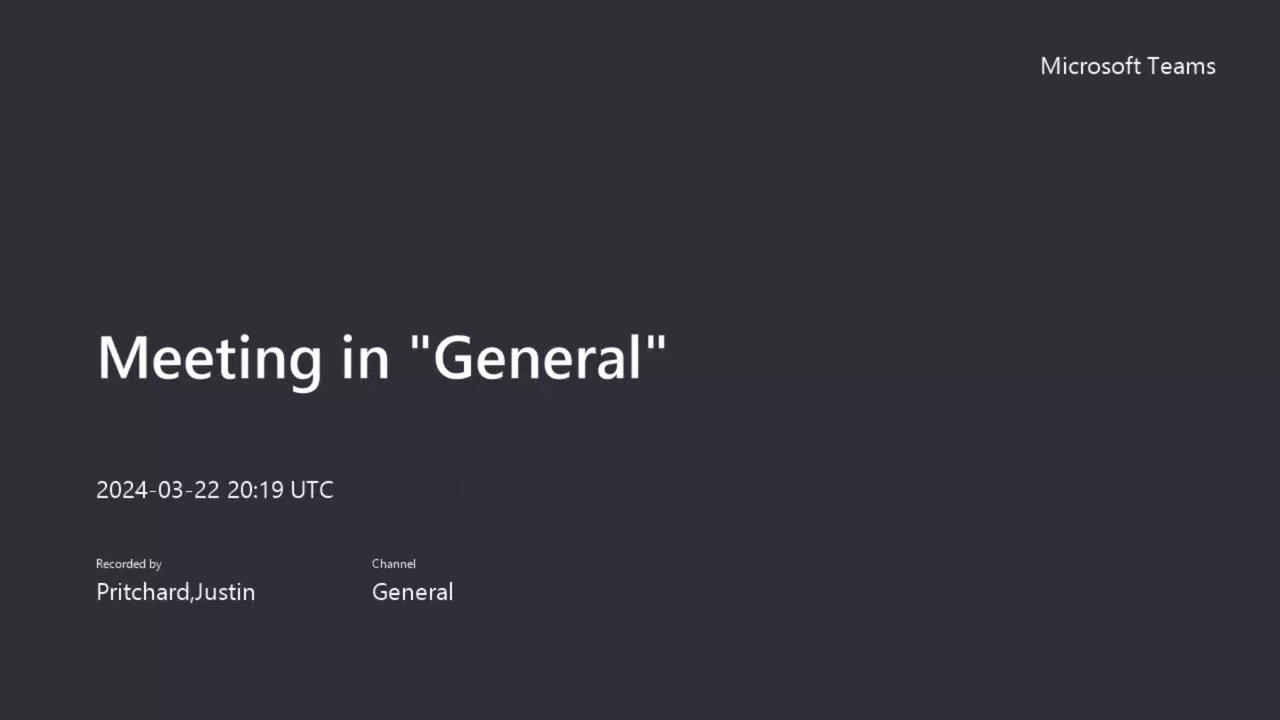 Microsoft Teams
Meeting in "General"
2024-03-22 20:19 UTC
Recorded by
Pritchard,Justin
Channel
General